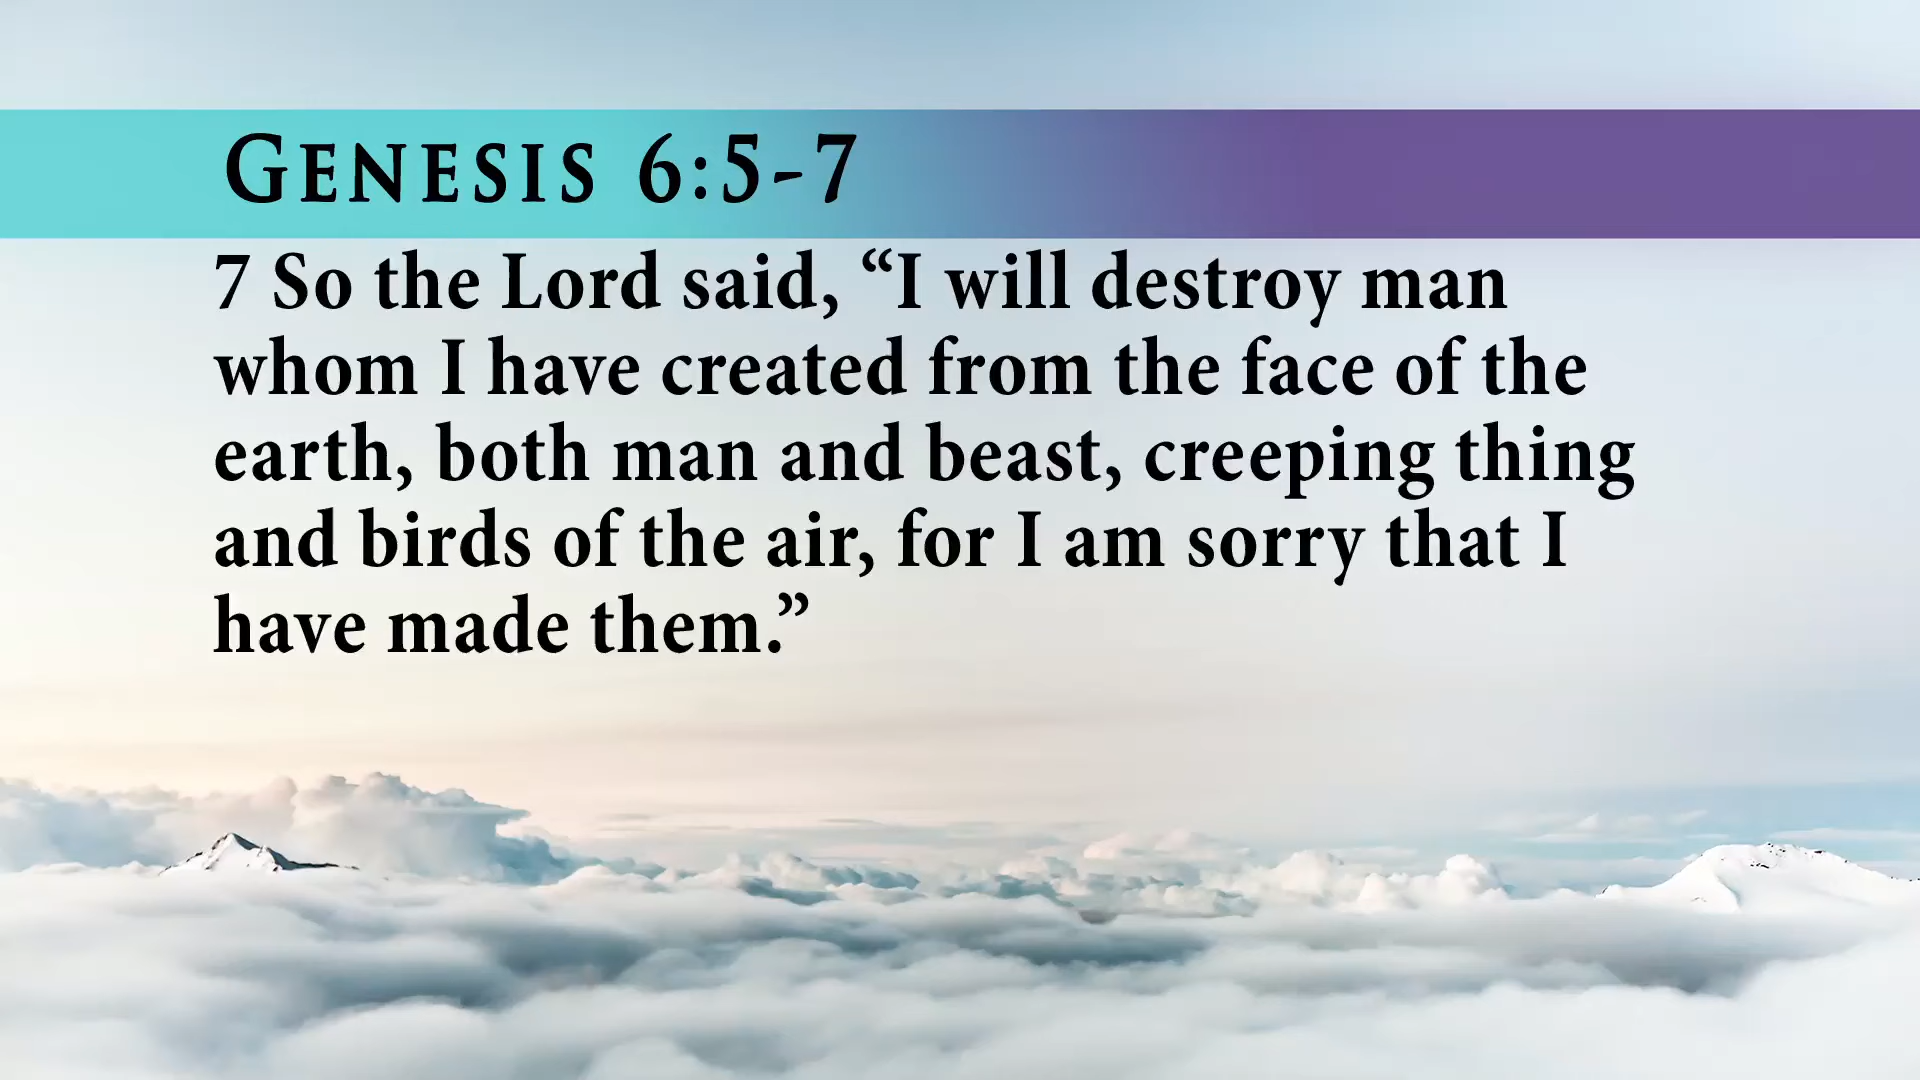 GENESIS 6:5-7
7 So the Lord said, “I will destroy man
whom I have created from the face of the
earth, both man and beast, creeping thing
and birds of the air, for I am sorry that I
have made them.”